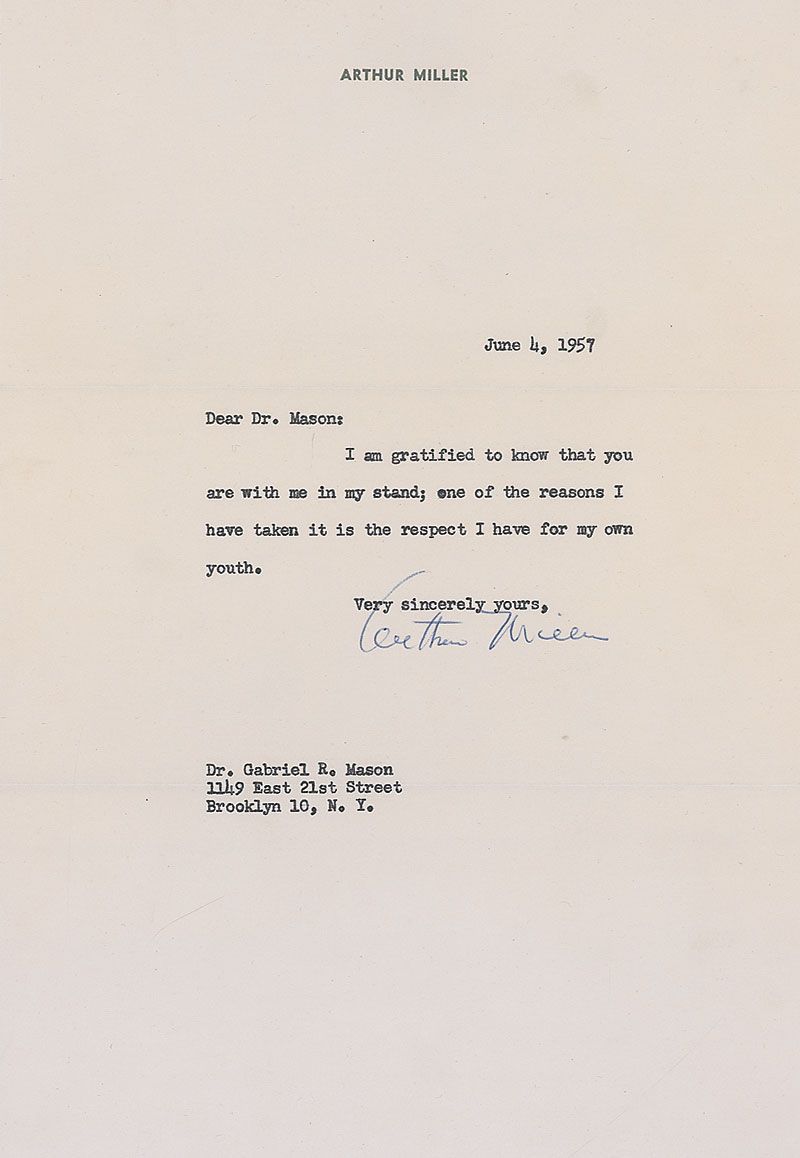 ARTHUR MILLER
June 4, 1957
Dear Dr. Mason:
I am gratified to know that you
are with me in my stand; one of the reasons I
have taken it is the respect I have for my own
youth.
Very sincerely yours,
Arthur Miller
Dr. Gabriel R. Mason
1149 East 21st Street
Brooklyn 10, N. Y.